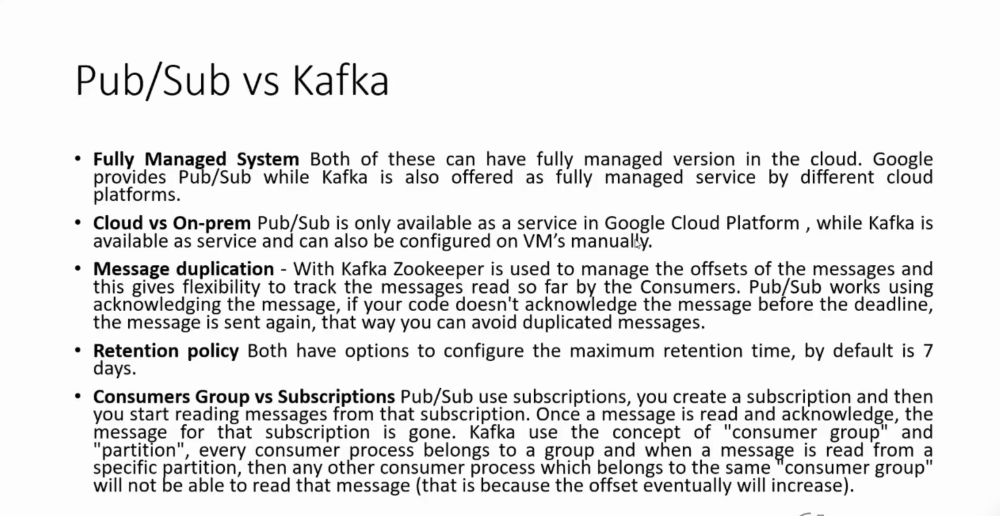 Pub/Sub vs Kafka
• Fully Managed System Both of these can have fully managed version in the cloud. Google
provides Pub/Sub while Kafka is also offered as fully managed service by different cloud
platforms.
• Cloud vs On-prem Pub/Sub is only available as a service in Google Cloud Platform , while Kafka is
available as service and can also be configured on VM’s manually.
• Message duplication - With Kafka Zookeeper is used to manage the offsets of the messages and
this gives flexibility to track the messages read so far by the Consumers. Pub/Sub works using
acknowledging the message, if your code doesn't acknowledge the message before the deadline,
the message is sent again, that way you can avoid duplicated messages.
• Retention policy Both have options to configure the maximum retention time, by default is 7
days.
• Consumers Group vs Subscriptions Pub/Sub use subscriptions, you create a subscription and then
you start reading messages from that subscription. Once a message is read and acknowledge, the
message for that subscription is gone. Kafka use the concept of "consumer group" and
"partition", every consumer process belongs to a group and when a message is read from a
specific partition, then any other consumer process which belongs to the same "consumer group"
will not be able to read that message (that is because the offset eventually will increase).